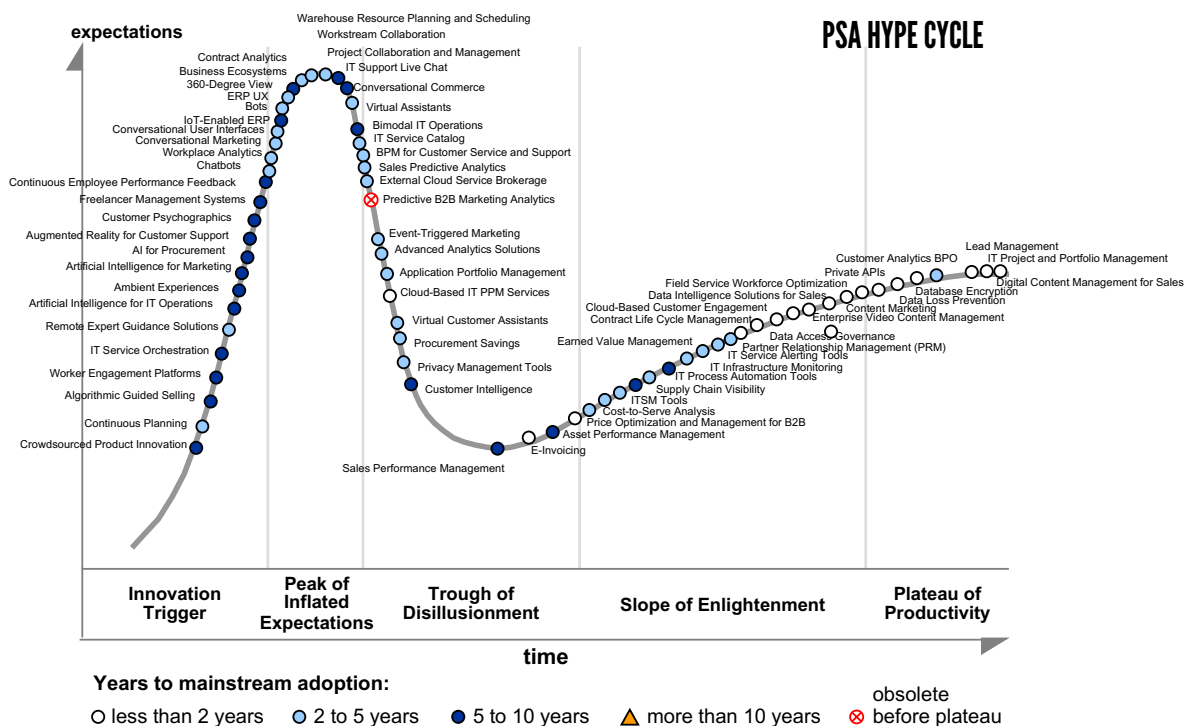 PSA HYPE CYCLE
expectations
Warehouse Resource Planning and Scheduling
Workstream Collaboration
Contract Analytics
Project Collaboration and Management
Business Ecosystems
IT Support Live Chat
360-Degree View
Conversational Commerce
ERP UX
Bots
Virtual Assistants
IoT-Enabled ERP
Bimodal IT Operations
Conversational User Interfaces
IT Service Catalog
Conversational Marketing
Workplace Analytics
BPM for Customer Service and Support
Chatbots
Sales Predictive Analytics
Continuous Employee Performance Feedback
External Cloud Service Brokerage
Freelancer Management Systems
Predictive B2B Marketing Analytics
Customer Psychographics
Augmented Reality for Customer Support
Event-Triggered Marketing
AI for Procurement
Advanced Analytics Solutions
Artificial Intelligence for Marketing
Application Portfolio Management
Ambient Experiences
Cloud-Based IT PPM Services
Artificial Intelligence for IT Operations
Remote Expert Guidance Solutions
Virtual Customer Assistants
IT Service Orchestration
Procurement Savings
Worker Engagement Platforms
Privacy Management Tools
Algorithmic Guided Selling
Customer Intelligence
Continuous Planning
Crowdsourced Product Innovation
Sales Performance Management
E-Invoicing
Asset Performance Management
Price Optimization and Management for B2B
Cost-to-Serve Analysis
ITSM Tools
Supply Chain Visibility
IT Process Automation Tools
IT Infrastructure Monitoring
IT Service Alerting Tools
Partner Relationship Management (PRM)
Earned Value Management
Data Access Governance
Contract Life Cycle Management
Enterprise Video Content Management
Cloud-Based Customer Engagement
Content Marketing
Data Intelligence Solutions for Sales
Data Loss Prevention
Field Service Workforce Optimization
Database Encryption
Private APIs
Customer Analytics BPO
Lead Management
IT Project and Portfolio Management
Digital Content Management for Sales
Innovation
Trigger
Peak of
Inflated
Expectations
Trough of
Disillusionment
Slope of Enlightenment
Plateau of
Productivity
time
Years to mainstream adoption:
less than 2 years
2 to 5 years
5 to 10 years
more than 10 years
obsolete
before plateau